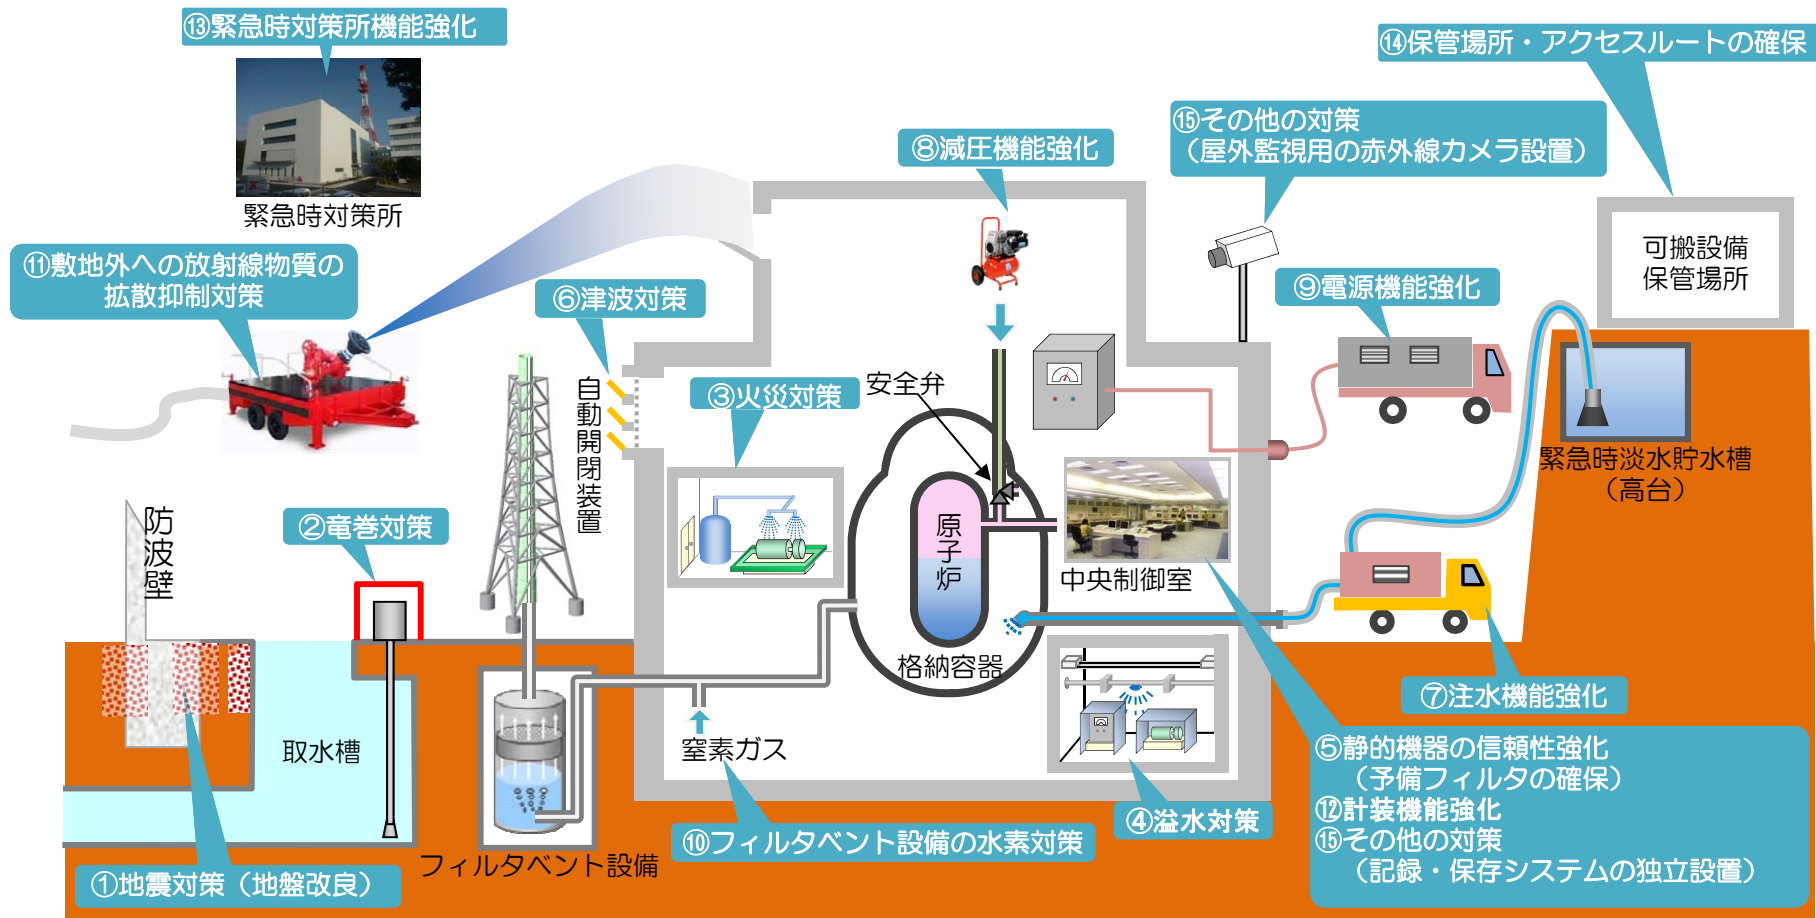 ⑬緊急時対策所機能強化
緊急時対策所
⑭保管場所・アクセスルートの確保
⑮その他の対策
（屋外監視用の赤外線カメラ設置）
⑧減圧機能強化
可搬設備
保管場所
⑪敷地外への放射線物質の
拡散抑制対策
⑥津波対策
⑨電源機能強化
自動開閉装置
③火災対策
安全弁
緊急時淡水貯水槽
（高台）
防波壁
②竜巻対策
原子炉
中央制御室
格納容器
⑦注水機能強化
取水槽
窒素ガス
⑤静的機器の信頼性強化
（予備フィルタの確保）
⑫計装機能強化
⑮その他の対策
（記録・保存システムの独立設置）
④溢水対策
⑩フィルタベント設備の水素対策
フィルタベント設備
①地震対策（地盤改良）